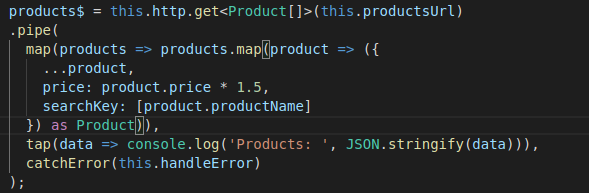 products$ = this.http.get<Product[]>(this.productsUrl)
.pipe(
map(products => products.map(product => ({
...product,
price: product.price * 1.5,
searchKey: [product.productName]
}) as Product)),
tap(data => console.log('Products: ', JSON.stringify(data))),
catchError(this.handleError)
);